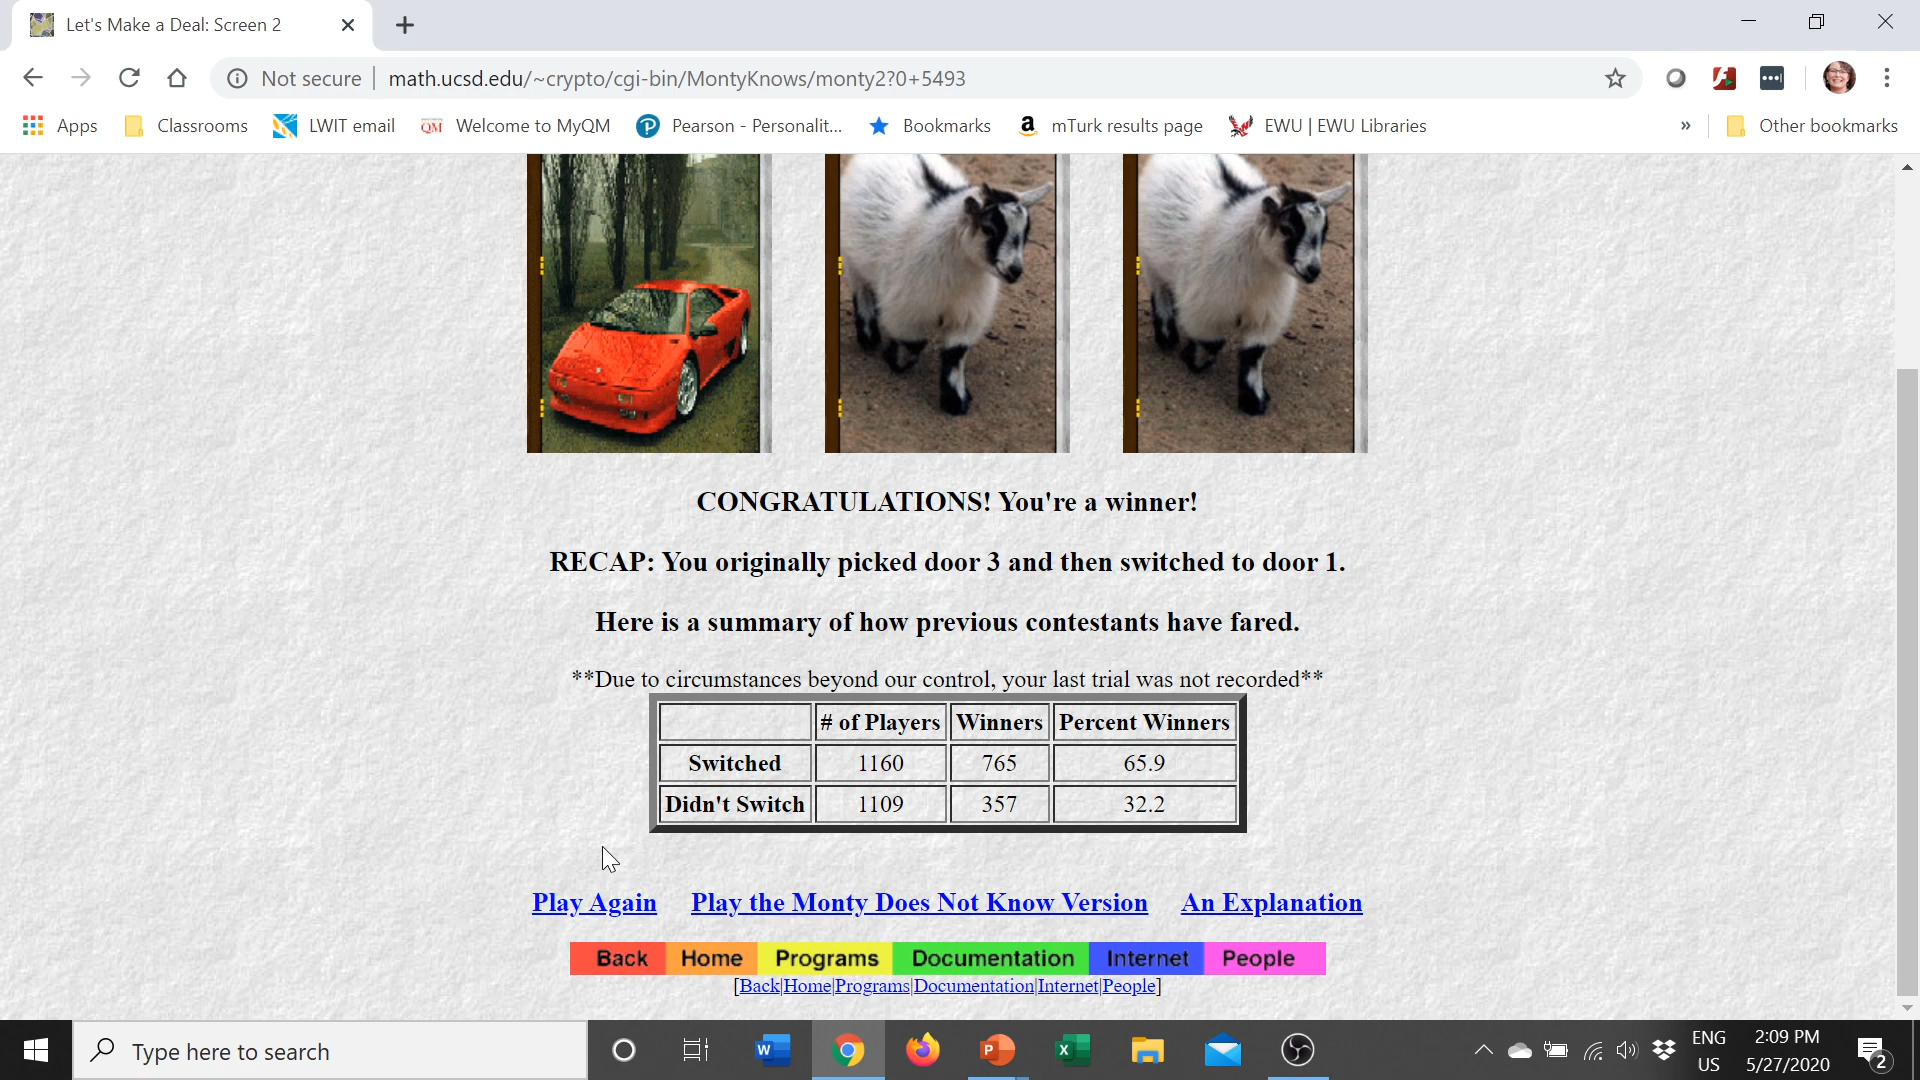 Let's Make a Deal: Screen 2
Not secure | math.ucsd.edu/~crypto/cgi-bin/MontyKnows/monty2?0+5493
Apps Classrooms LWIT email QM Welcome to MyQM P Pearson - Personalit... Bookmarks a mTurk results page EWU | EWU Libraries » Other bookmarks
CONGRATULATIONS! You're a winner!
RECAP: You originally picked door 3 and then switched to door 1.
Here is a summary of how previous contestants have fared.
**Due to circumstances beyond our control, your last trial was not recorded**
# of Players Winners Percent Winners
Switched 1160 765 65.9
Didn't Switch 1109 357 32.2
Play Again Play the Monty Does Not Know Version An Explanation
Back Home Programs Documentation Internet People
[Back|Home|Programs|Documentation|Internet|People]
Type here to search W P X ENG 2:09 PM
US 5/27/2020 2